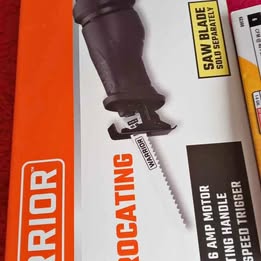 SAW BLADE
SOLD SEPARATELY
WARRIOR
ROCATING
RRIOR
6 AMP MOTOR
TING HANDLE
SPEED TRIGGER